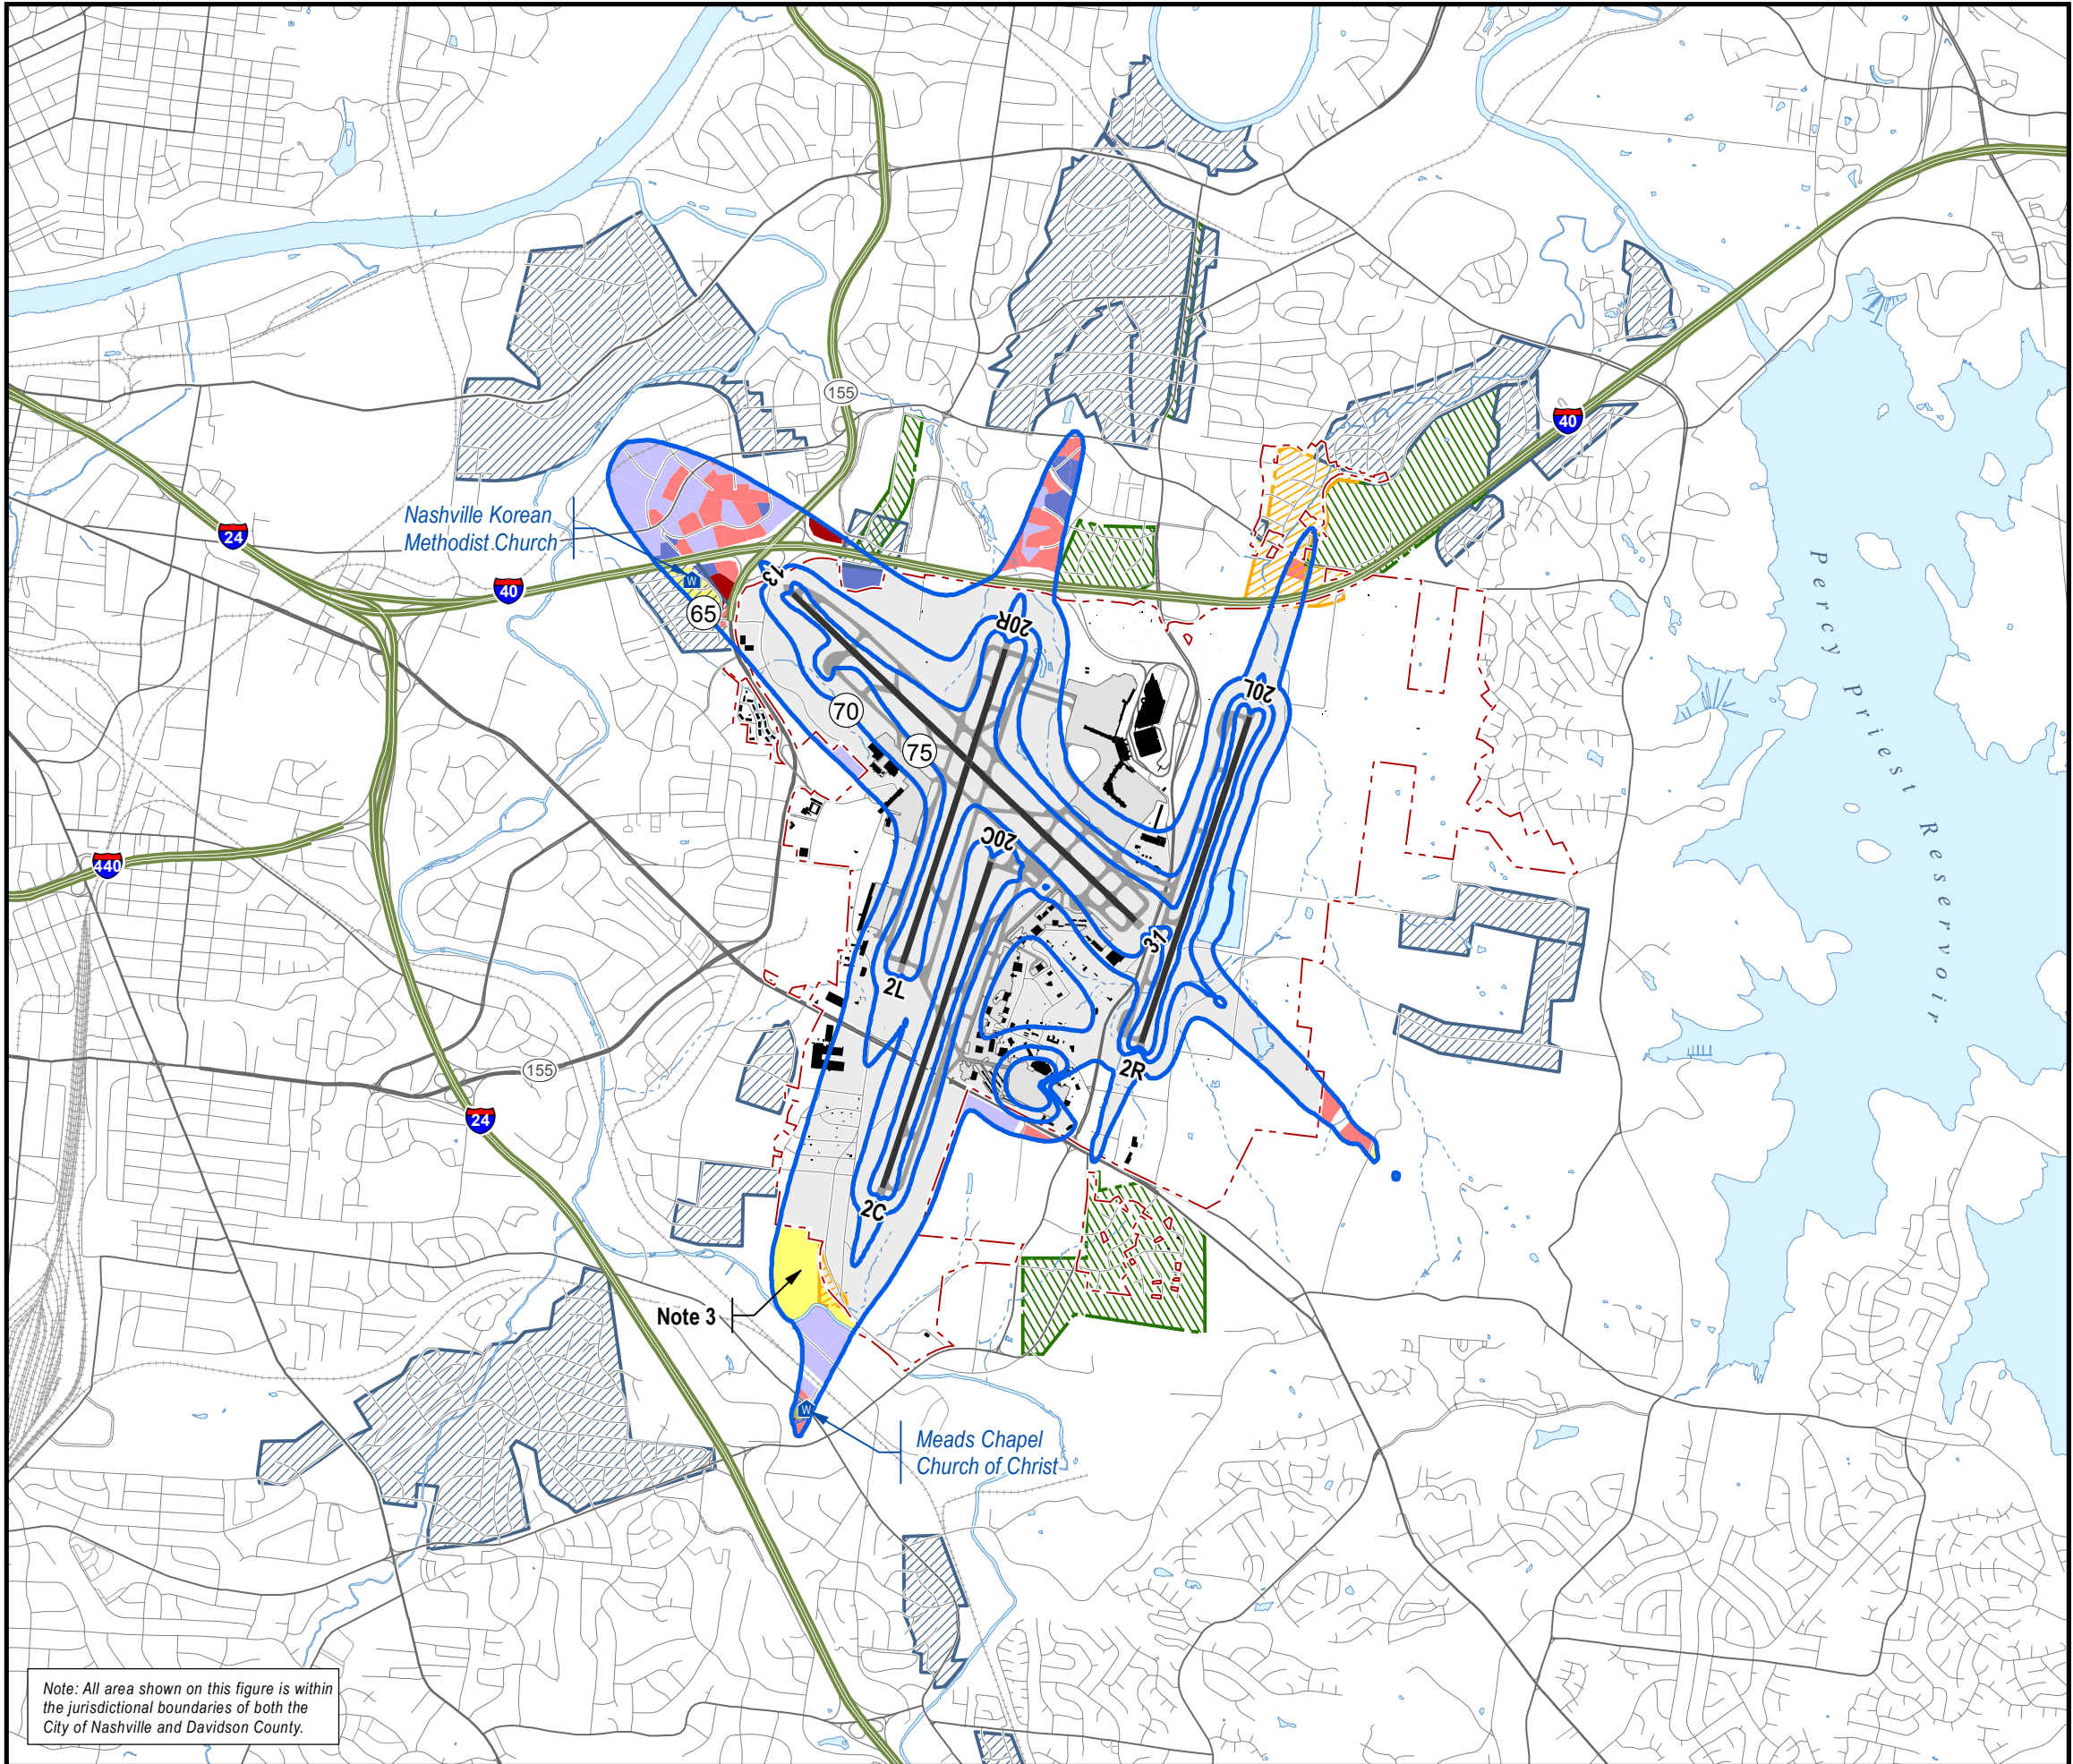 155
40
Nashville Korean
Methodist Church
24
40
W
65
13
20R
70
75
20L
Percy Priest Reservoir
20C
440
31
2L
155
2R
24
2C
Note 3
W
Meads Chapel
Church of Christ
Note: All area shown on this figure is within
the jurisdictional boundaries of both the
City of Nashville and Davidson County.